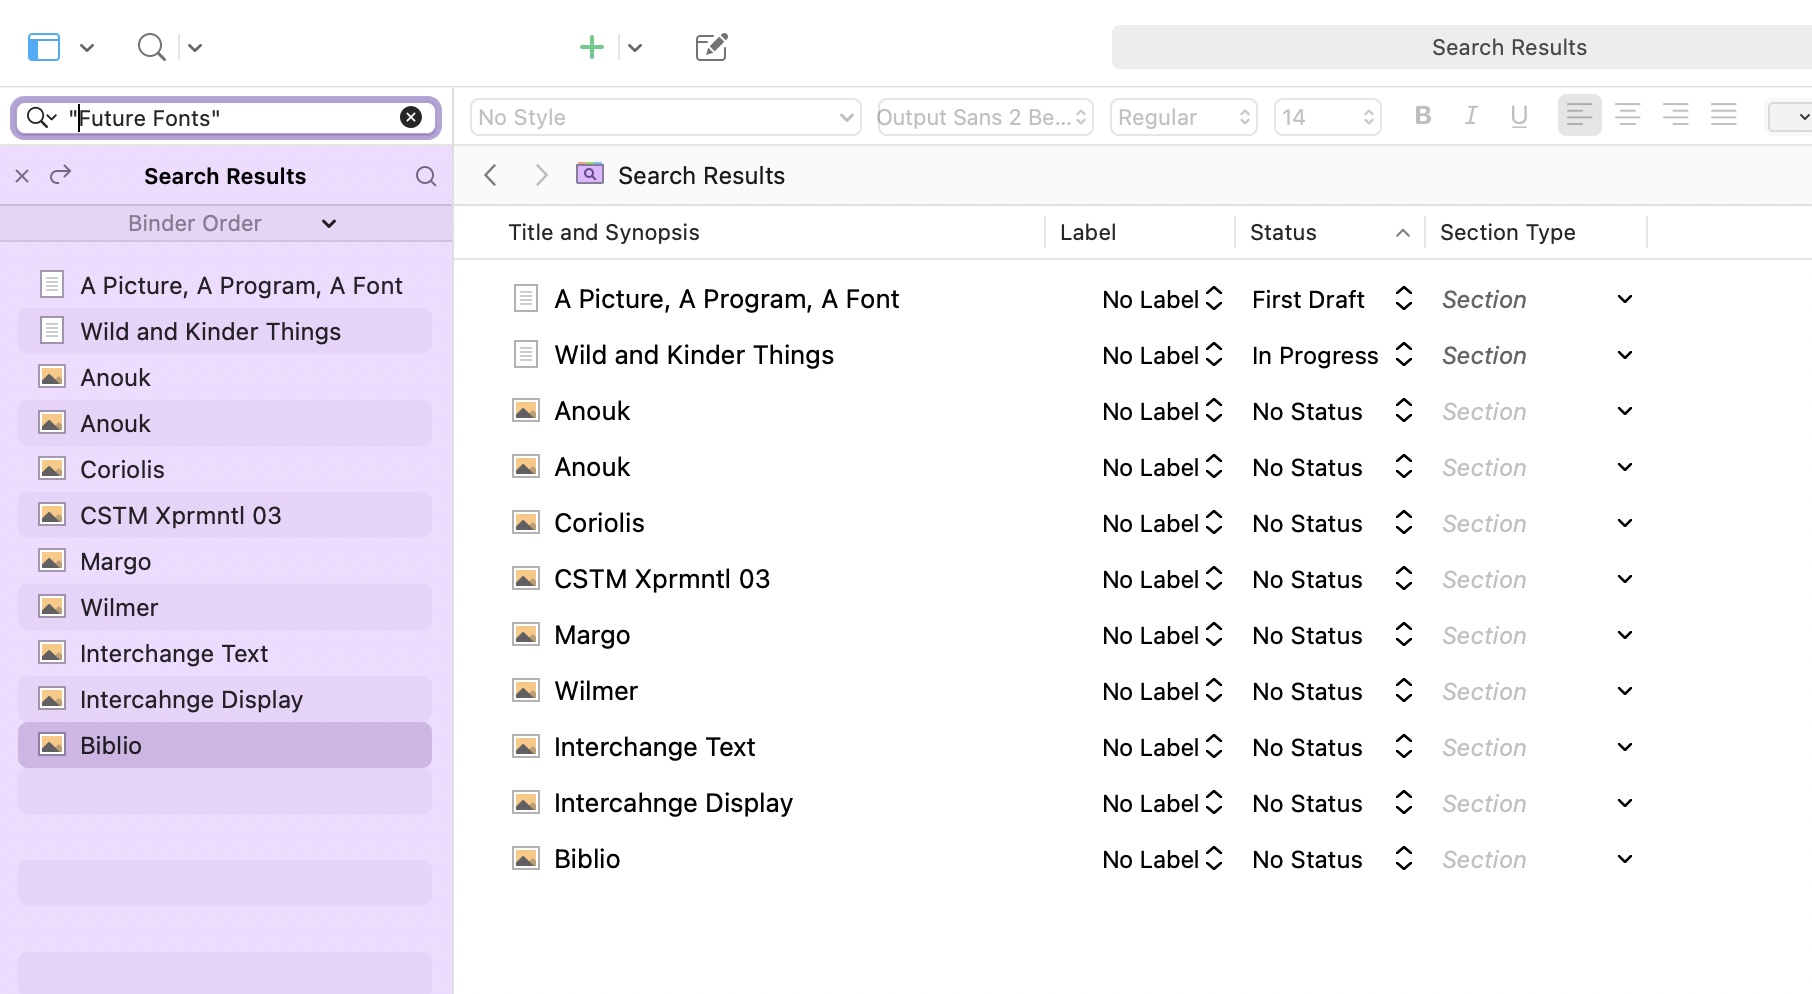 Search Results
"Future Fonts"
No Style
Output Sans 2 Be...
Regular
14
B I U
Search Results
Binder Order
A Picture, A Program, A Font
Wild and Kinder Things
Anouk
Anouk
Coriolis
CSTM Xprmntl 03
Margo
Wilmer
Interchange Text
Intercahnge Display
Biblio
Search Results
Title and Synopsis Label Status Section Type
A Picture, A Program, A Font No Label First Draft Section
Wild and Kinder Things No Label In Progress Section
Anouk No Label No Status Section
Anouk No Label No Status Section
Coriolis No Label No Status Section
CSTM Xprmntl 03 No Label No Status Section
Margo No Label No Status Section
Wilmer No Label No Status Section
Interchange Text No Label No Status Section
Intercahnge Display No Label No Status Section
Biblio No Label No Status Section